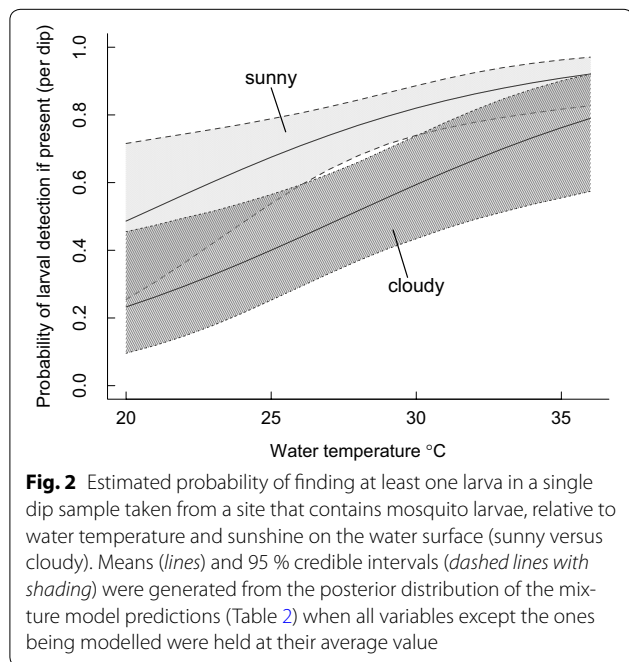 Probability of larval detection if present (per dip)
1.0
0.8
0.6
0.4
0.2
0.0
sunny
cloudy
20
25
30
35
Water temperature °C
Fig. 2 Estimated probability of finding at least one larva in a single
dip sample taken from a site that contains mosquito larvae, relative to
water temperature and sunshine on the water surface (sunny versus
cloudy). Means (lines) and 95 % credible intervals (dashed lines with
shading) were generated from the posterior distribution of the mix-
ture model predictions (Table 2) when all variables except the ones
being modelled were held at their average value